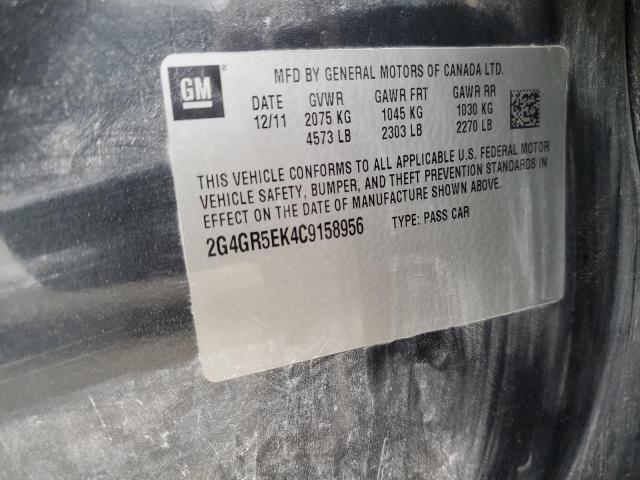 GM
MFD BY GENERAL MOTORS OF CANADA LTD.
DATE GVWR GAWR FRT GAWR RR
12/11 2075 KG 1045 KG 1030 KG
4573 LB 2303 LB 2270 LB
THIS VEHICLE CONFORMS TO ALL APPLICABLE U.S. FEDERAL MOTOR
VEHICLE SAFETY, BUMPER, AND THEFT PREVENTION STANDARDS IN
EFFECT ON THE DATE OF MANUFACTURE SHOWN ABOVE.
2G4GR5EK4C9158956 TYPE: PASS CAR